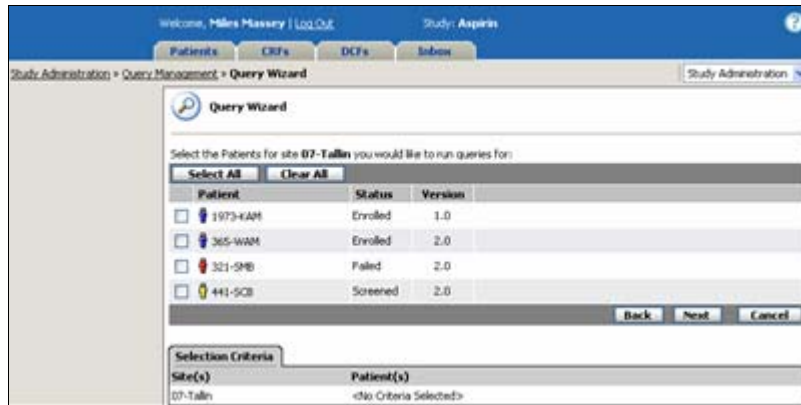 Welcome, Miles Massey | Log Out Study: Aspirin ?
Patients CRFs DCFs Inbox
Study Administration » Query Management » Query Wizard Study Administration
Query Wizard
Select the Patients for site 07-Tallin you would like to run queries for:
Select All Clear All
Patient Status Version
1973-KAM Enrolled 1.0
365-WAM Enrolled 2.0
321-SMB Failed 2.0
441-SCB Screened 2.0
Back Next Cancel
Selection Criteria
Site(s) Patient(s)
07-Tallin <No Criteria Selected>